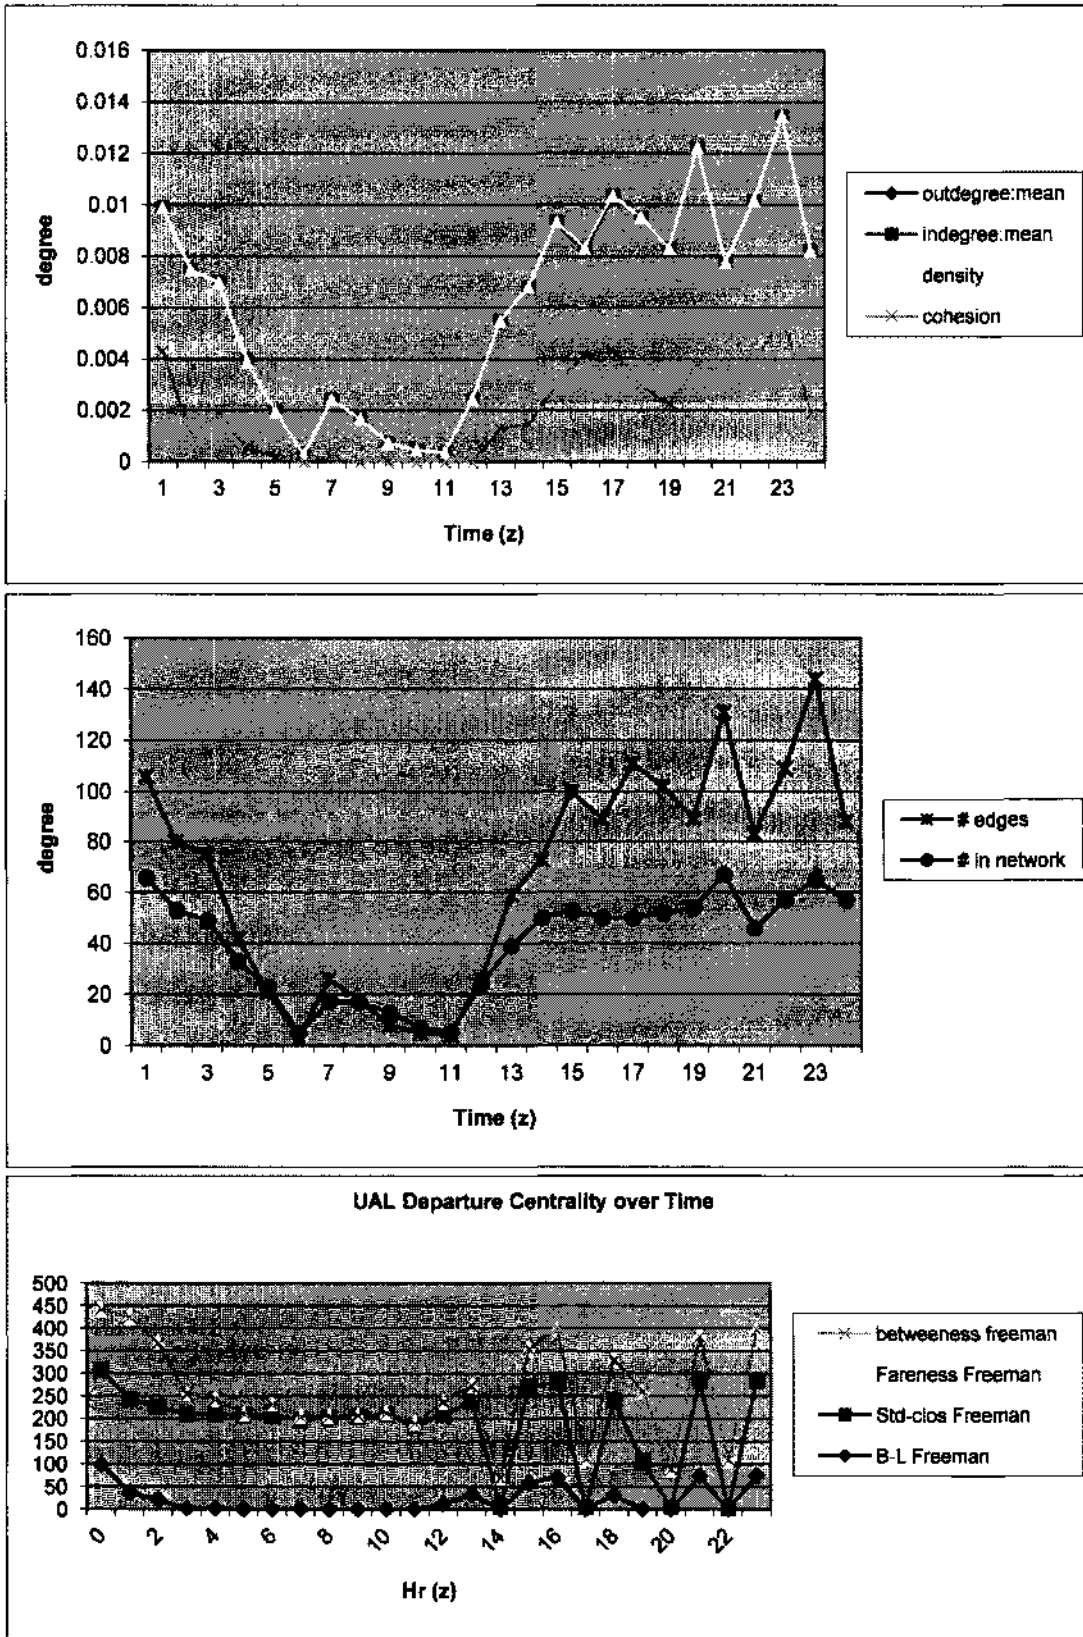 0.016
0.014
0.012
0.01
0.008
0.006
0.004
0.002
0
degree
1 3 5 7 9 11 13 15 17 19 21 23
Time (z)
outdegree:mean
indegree:mean
density
cohesion
160
140
120
100
80
60
40
20
0
degree
1 3 5 7 9 11 13 15 17 19 21 23
Time (z)
# edges
# in network
UAL Departure Centrality over Time
500
450
400
350
300
250
200
150
100
50
0
0 2 4 6 8 10 12 14 16 18 20 22
Hr (z)
betweeness freeman
Fareness Freeman
Std-clos Freeman
B-L Freeman